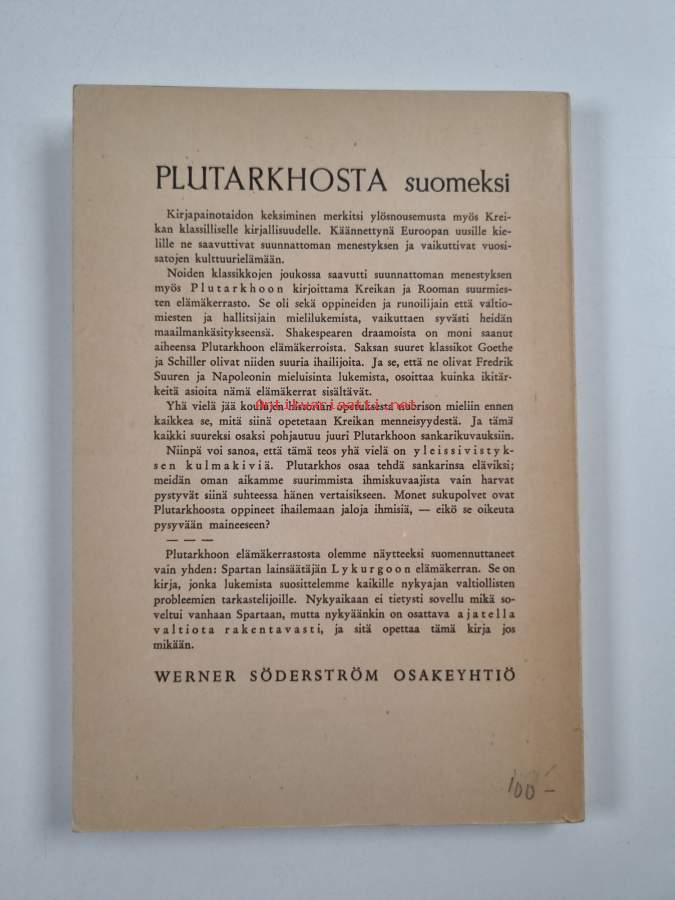 PLUTARKHOSTA suomeksi
Kirjapainotaidon keksiminen merkitsi ylösnousemusta myös Krei-
kan klassilliselle kirjallisuudelle. Käännettynä Euroopan uusille kie-
lille ne saavuttivat suunnattoman menestyksen ja vaikuttivat vuosi-
satojen kulttuurielämään.
Noiden klassikkojen joukossa saavutti suunnattoman menestyksen
myös Plutarkhoon kirjoittama Kreikan ja Rooman suurmies-
ten elämäkerrasto. Se oli sekä oppineiden ja runoilijain että valtio-
miesten ja hallitsijain mielilukemista, vaikuttaen syvästi heidän
maailmankäsitykseensä. Shakespearen draamoista on moni saanut
aiheensa Plutarkhoon elämäkerroista. Saksan suuret klassikot Goethe
ja Schiller olivat niiden suuria ihailijoita. Ja se, että ne olivat Fredrik
Suuren ja Napoleonin mieluisinta lukemista, osoittaa kuinka ikitär-
keitä asioita nämä elämäkerrat sisältävät.
Antikvariaatti.net
Yhä vielä jää koulujen historian opetuksesta nuorison mieliin ennen
kaikkea se, mitä siinä opetetaan Kreikan menneisyydestä. Ja tämä
kaikki suureksi osaksi pohjautuu juuri Plutarkhoon sankarikuvauksiin.
Niinpä voi sanoa, että tämä teos yhä vielä on yleissivistyk-
sen kulmakiviä. Plutarkhos osaa tehdä sankarinsa eläviksi;
meidän oman aikamme suurimmista ihmiskuvaajista vain harvat
pystyvät siinä suhteessa hänen vertaisikseen. Monet sukupolvet ovat
Plutarkhoosta oppineet ihailemaan jaloja ihmisiä, — eikö se oikeuta
pysyvään maineeseen?
— — —
Plutarkhoon elämäkerrastosta olemme näytteeksi suomennuttaneet
vain yhden: Spartan lainsäätäjän Lykurgoon elämäkerran. Se on
kirja, jonka lukemista suosittelemme kaikille nykyajan valtiollisten
probleemien tarkastelijoille. Nykyaikaan ei tietysti sovellu mikä so-
veltui vanhaan Spartaan, mutta nykyäänkin on osattava ajatella
valtiota rakentavasti, ja sitä opettaa tämä kirja jos
mikään.
WERNER SÖDERSTRÖM OSAKEYHTIÖ
100 –